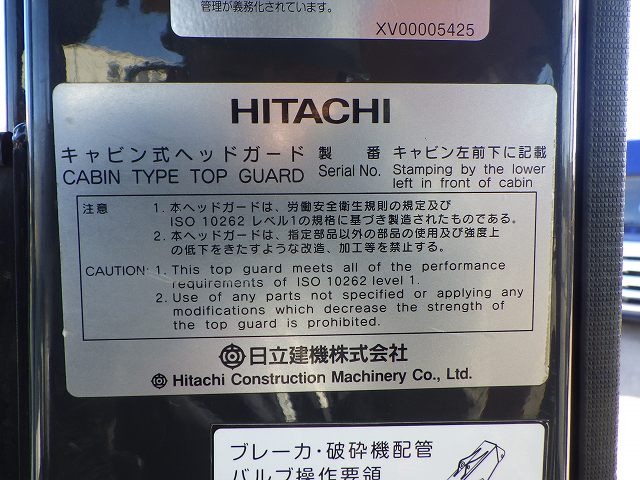 管理が義務化されています。
XV00005425
HITACHI
キャビン式ヘッドガード 製 番 キャビン左前下に記載
CABIN TYPE TOP GUARD Serial No. Stamping by the lower
left in front of cabin
注意 1. 本ヘッドガードは、労働安全衛生規則の規定及び
ISO 10262 レベル1の規格に基づき製造されたものである。
2. 本ヘッドガードは、指定部品以外の部品の使用及び強度上
の低下をきたすような改造、加工等を禁止する。
CAUTION: 1. This top guard meets all of the performance
requirements of ISO 10262 level 1.
2. Use of any parts not specified or applying any
modifications which decrease the strength of
the top guard is prohibited.
日立建機株式会社
Hitachi Construction Machinery Co., Ltd.
ブレーカ・破砕機配管
バルブ操作要領